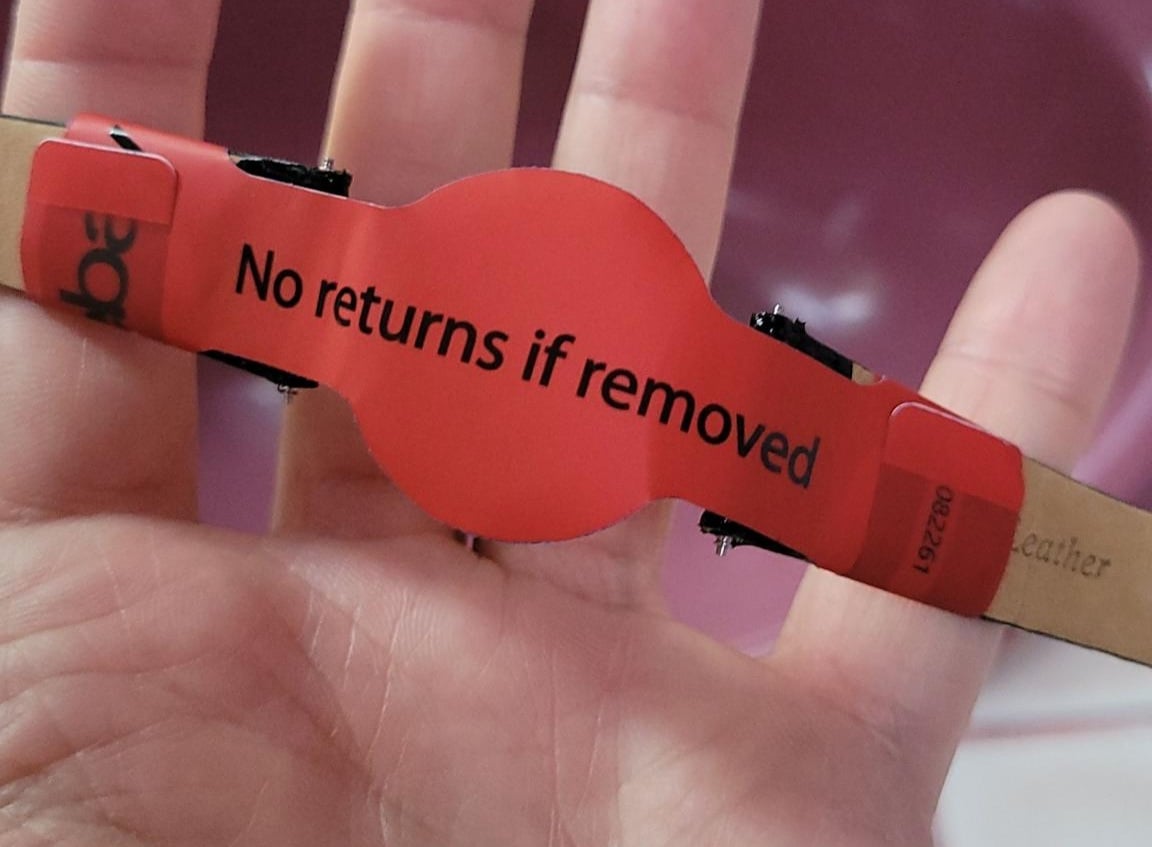 No returns if removed
082261
Leather